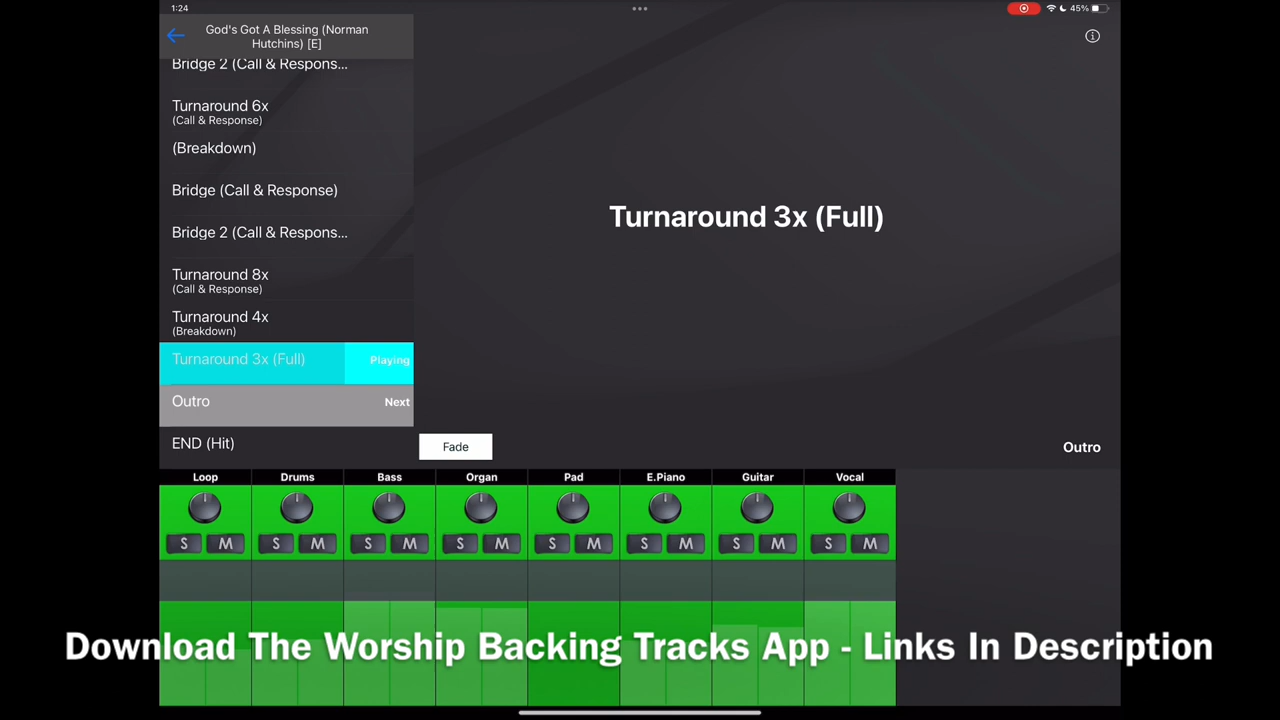 1:24
45%
God's Got A Blessing (Norman
Hutchins) [E]
Bridge 2 (Call & Respons...
Turnaround 6x
(Call & Response)
(Breakdown)
Bridge (Call & Response)
Bridge 2 (Call & Respons...
Turnaround 8x
(Call & Response)
Turnaround 4x
(Breakdown)
Turnaround 3x (Full) Playing
Outro Next
END (Hit)
Turnaround 3x (Full)
Fade
Outro
Loop Drums Bass Organ Pad E.Piano Guitar Vocal
S M S M S M S M S M S M S M S M
Download The Worship Backing Tracks App - Links In Description